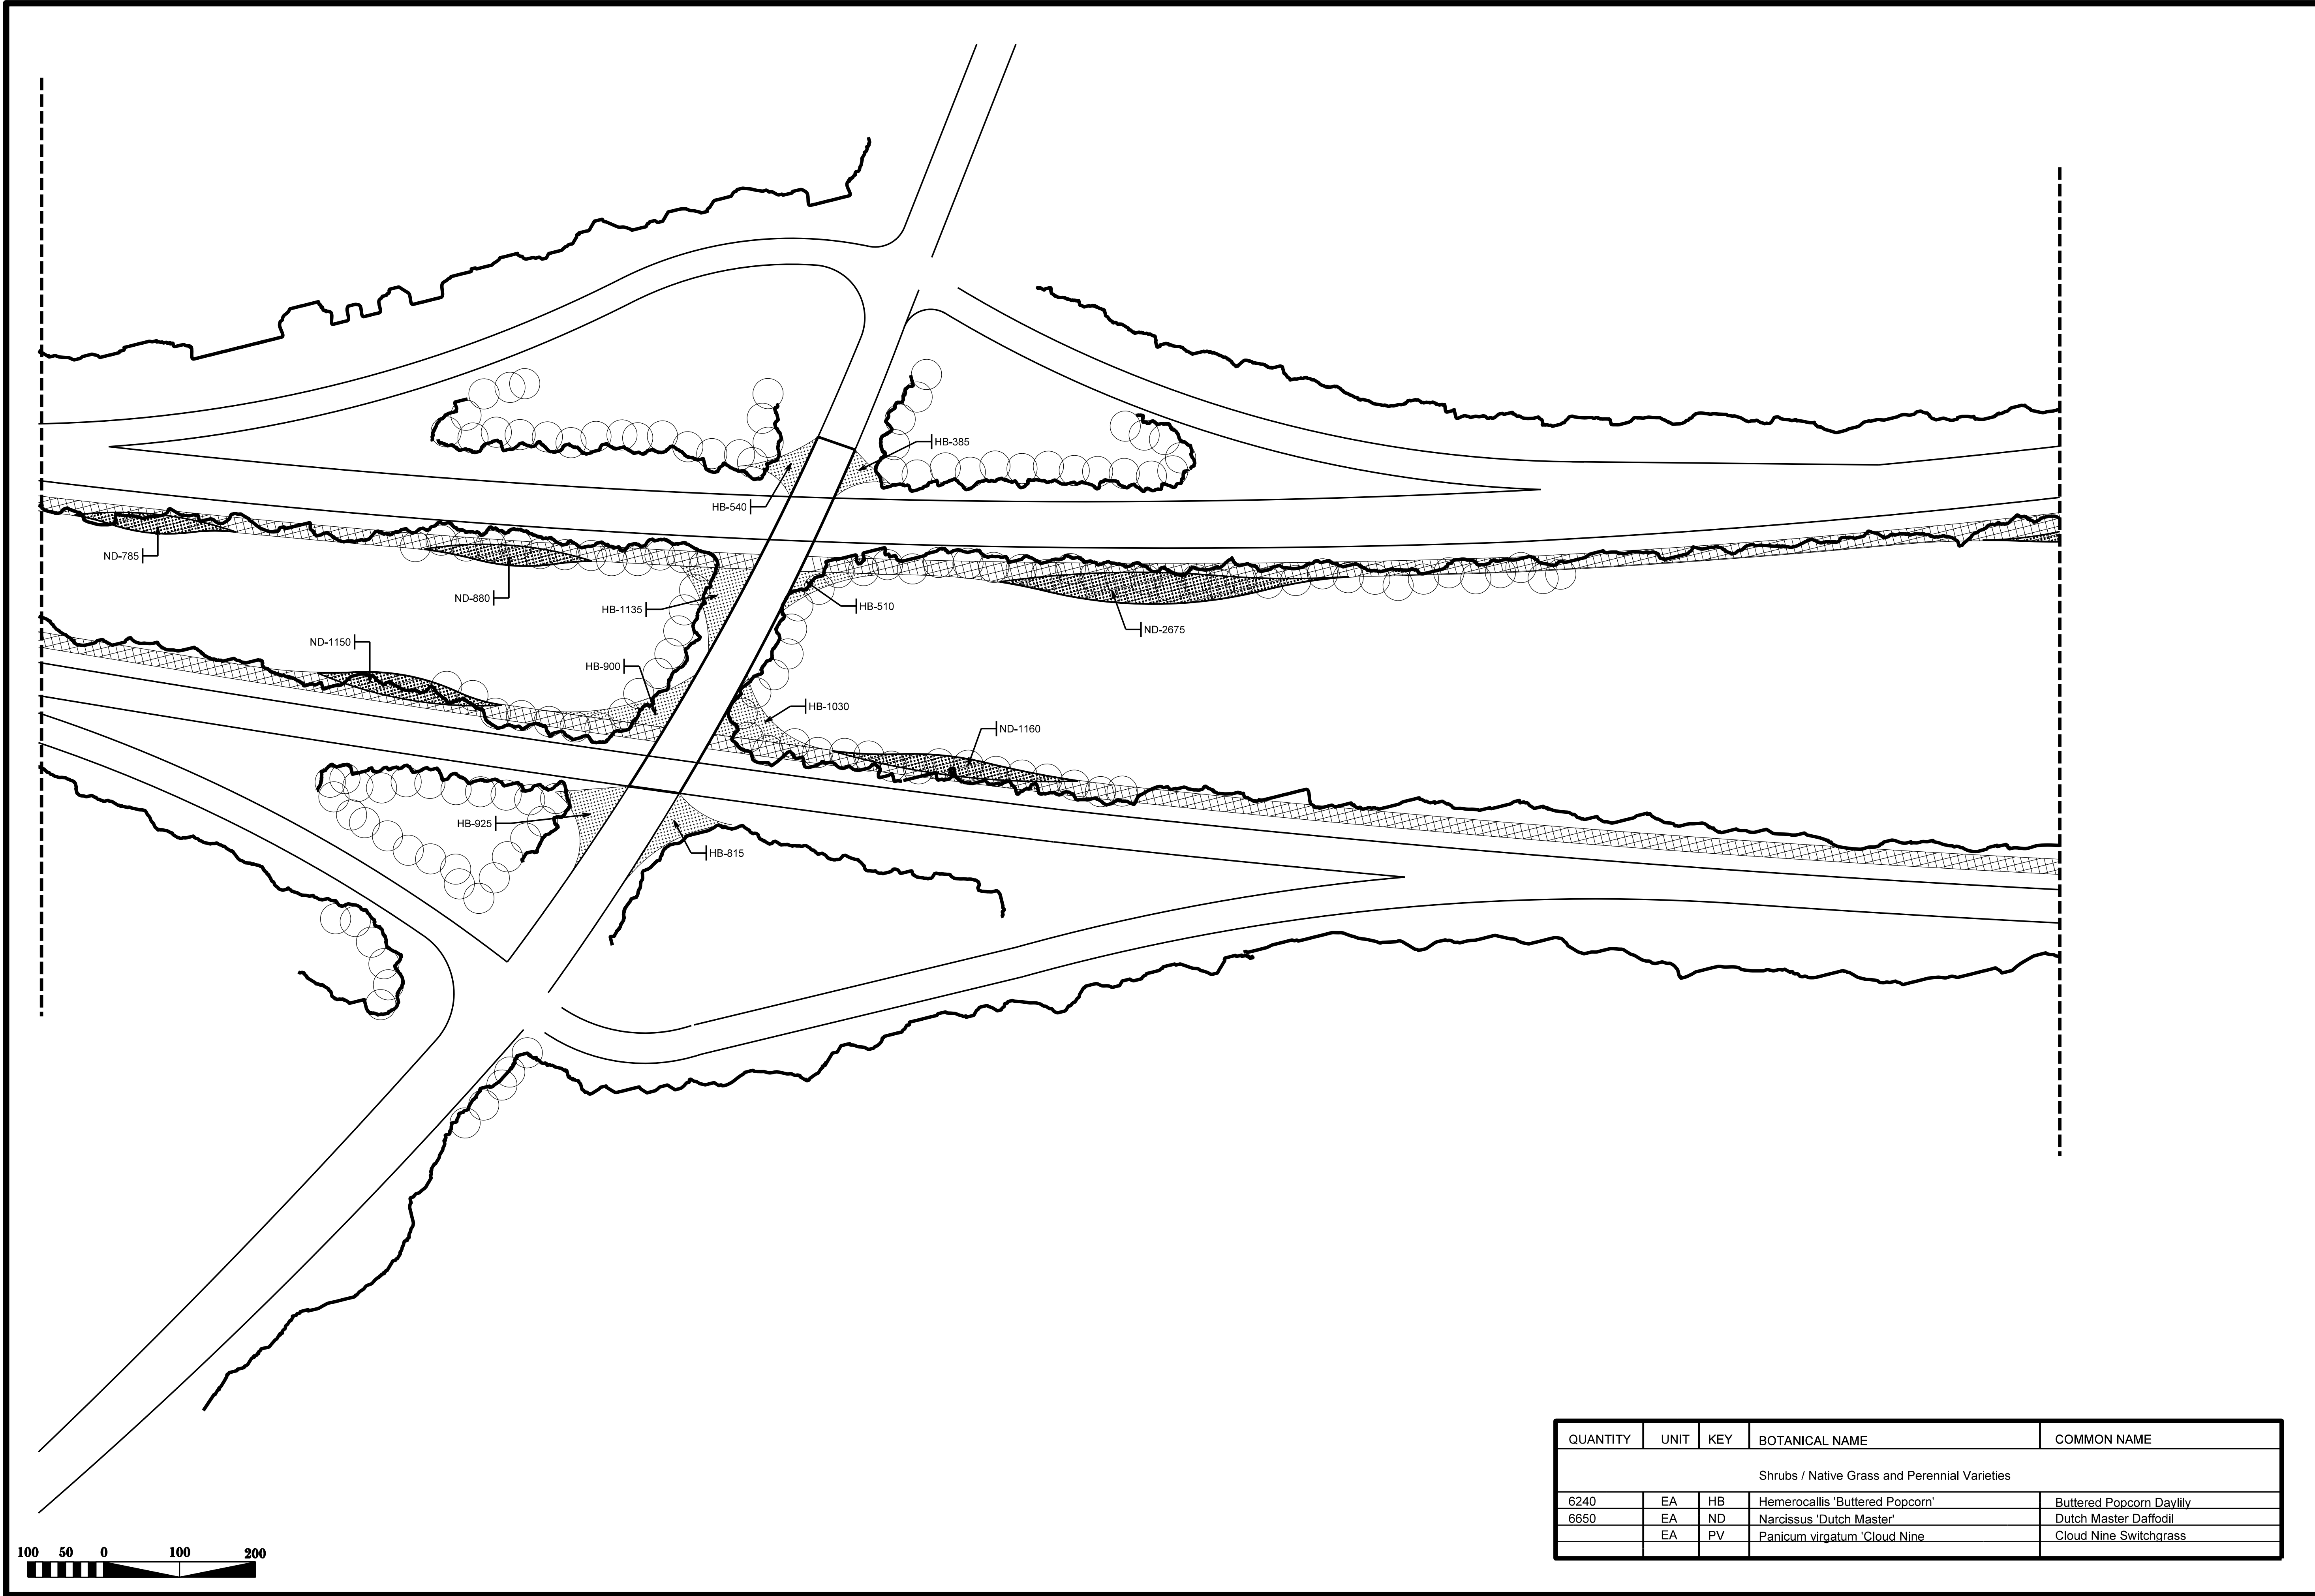 HB-385
HB-540
ND-785
ND-880
HB-1135
HB-510
ND-2675
ND-1150
HB-900
HB-1030
ND-1160
HB-925
HB-815
QUANTITY UNIT KEY BOTANICAL NAME COMMON NAME
Shrubs / Native Grass and Perennial Varieties
6240 EA HB Hemerocallis 'Buttered Popcorn' Buttered Popcorn Daylily
6650 EA ND Narcissus 'Dutch Master' Dutch Master Daffodil
EA PV Panicum virgatum 'Cloud Nine Cloud Nine Switchgrass
100 50 0 100 200